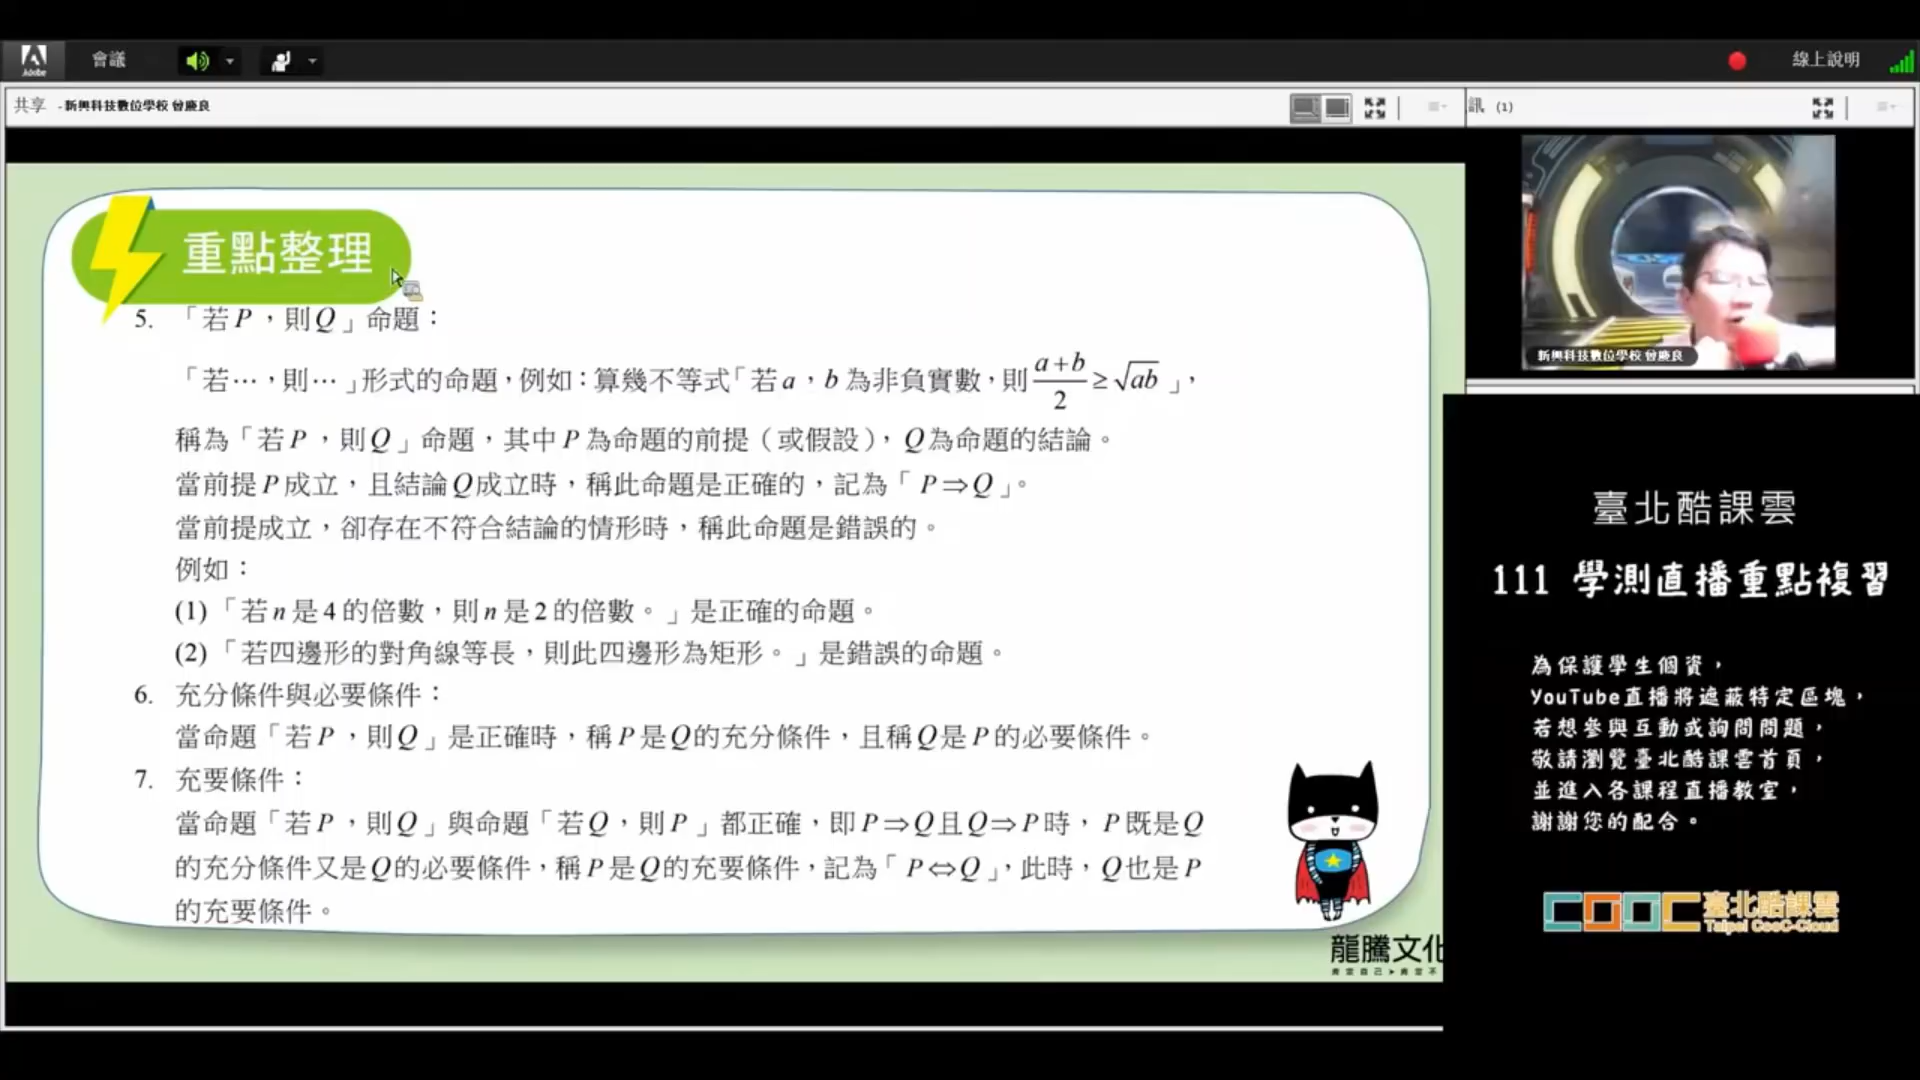 Adobe
會議
線上說明
共享 - 新興科技數位學校 曾慶良
訊 (1)
重點整理
5. 「若P,則Q」命題:
「若…,則…」形式的命題,例如:算幾不等式「若a,b為非負實數,則 (a+b)/2 ≥ √ab 」,
稱為「若P,則Q」命題,其中P為命題的前提(或假設),Q為命題的結論。
當前提P成立,且結論Q成立時,稱此命題是正確的,記為「P⇒Q」。
當前提成立,卻存在不符合結論的情形時,稱此命題是錯誤的。
例如:
(1)「若n是4的倍數,則n是2的倍數。」是正確的命題。
(2)「若四邊形的對角線等長,則此四邊形為矩形。」是錯誤的命題。
6. 充分條件與必要條件:
當命題「若P,則Q」是正確時,稱P是Q的充分條件,且稱Q是P的必要條件。
7. 充要條件:
當命題「若P,則Q」與命題「若Q,則P」都正確,即P⇒Q且Q⇒P時,P既是Q
的充分條件又是Q的必要條件,稱P是Q的充要條件,記為「P⇔Q」,此時,Q也是P
的充要條件。
龍騰文化
肯定自己 ▸ 肯定不
新興科技數位學校 曾慶良
臺北酷課雲
111 學測直播重點複習
為保護學生個資,
YouTube直播將遮蔽特定區塊,
若想參與互動或詢問問題,
敬請瀏覽臺北酷課雲首頁,
並進入各課程直播教室,
謝謝您的配合。
COOC 臺北酷課雲
Taipei CooC-Cloud